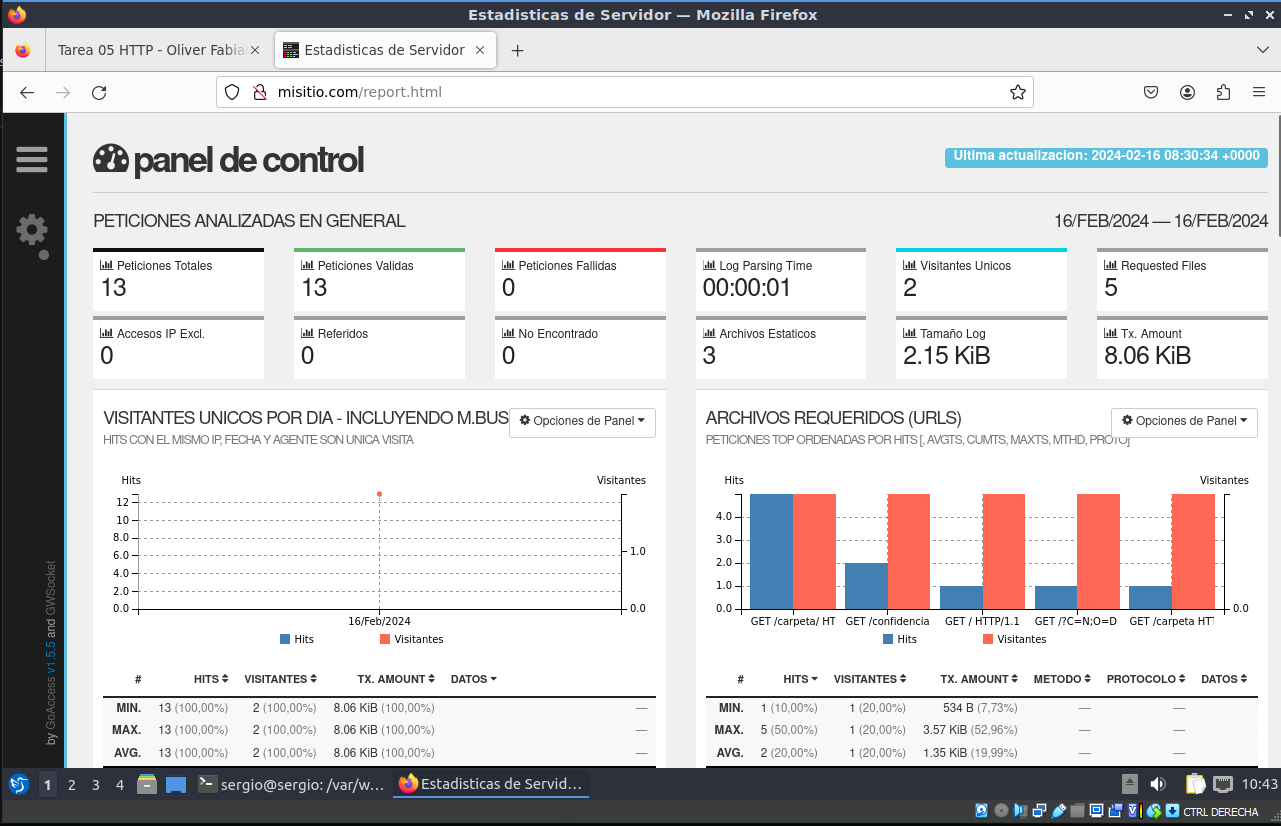 Estadisticas de Servidor — Mozilla Firefox
Tarea 05 HTTP - Oliver Fabia
Estadisticas de Servidor
misitio.com/report.html
panel de control
Ultima actualizacion: 2024-02-16 08:30:34 +0000
PETICIONES ANALIZADAS EN GENERAL
16/FEB/2024 — 16/FEB/2024
Peticiones Totales
13
Peticiones Validas
13
Peticiones Fallidas
0
Log Parsing Time
00:00:01
Visitantes Unicos
2
Requested Files
5
Accesos IP Excl.
0
Referidos
0
No Encontrado
0
Archivos Estaticos
3
Tamaño Log
2.15 KiB
Tx. Amount
8.06 KiB
VISITANTES UNICOS POR DIA - INCLUYENDO M.BUS
Opciones de Panel
HITS CON EL MISMO IP, FECHA Y AGENTE SON UNICA VISITA
Hits
Visitantes
12
10
8.0
6.0
4.0
2.0
0.0
1.0
0.0
16/Feb/2024
Hits
Visitantes
# HITS VISITANTES TX. AMOUNT DATOS
MIN. 13 (100,00%) 2 (100,00%) 8.06 KiB (100,00%) —
MAX. 13 (100,00%) 2 (100,00%) 8.06 KiB (100,00%) —
AVG. 13 (100,00%) 2 (100,00%) 8.06 KiB (100,00%) —
ARCHIVOS REQUERIDOS (URLS)
Opciones de Panel
PETICIONES TOP ORDENADAS POR HITS [, AVGTS, CUMTS, MAXTS, MTHD, PROTO]
Hits
Visitantes
4.0
3.0
2.0
1.0
0.0
0.0
GET /carpeta/ HT
GET /confidencia
GET / HTTP/1.1
GET /?C=N;O=D
GET /carpeta HTT
Hits
Visitantes
# HITS VISITANTES TX. AMOUNT METODO PROTOCOLO DATOS
MIN. 1 (10,00%) 1 (20,00%) 534 B (7,73%) — —
MAX. 5 (50,00%) 1 (20,00%) 3.57 KiB (52,96%) — —
AVG. 2 (20,00%) 1 (20,00%) 1.35 KiB (19,99%) — —
by GoAccess v1.5.5 and GWSocket
1 2 3 4
sergio@sergio: /var/w...
Estadisticas de Servid...
10:43
CTRL DERECHA